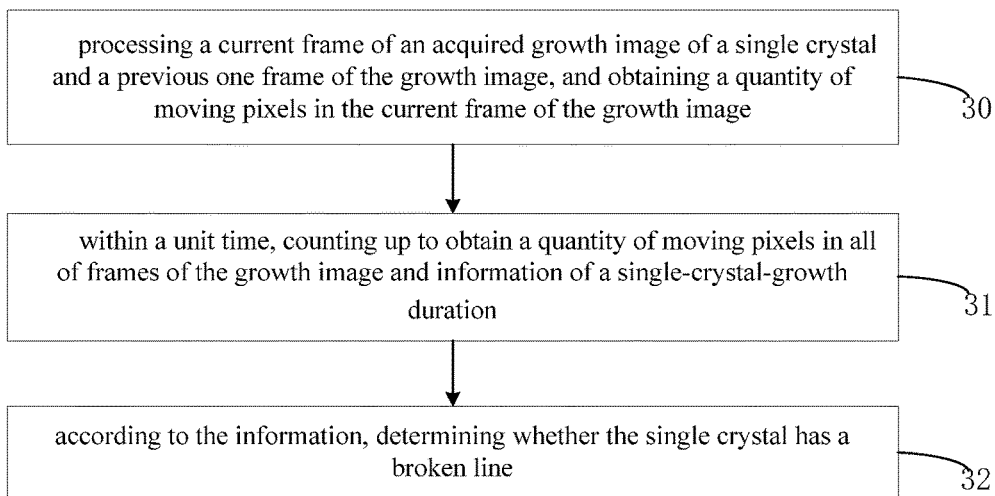 processing a current frame of an acquired growth image of a single crystal
and a previous one frame of the growth image, and obtaining a quantity of
moving pixels in the current frame of the growth image
30
within a unit time, counting up to obtain a quantity of moving pixels in all
of frames of the growth image and information of a single-crystal-growth
duration
31
according to the information, determining whether the single crystal has a
broken line
32